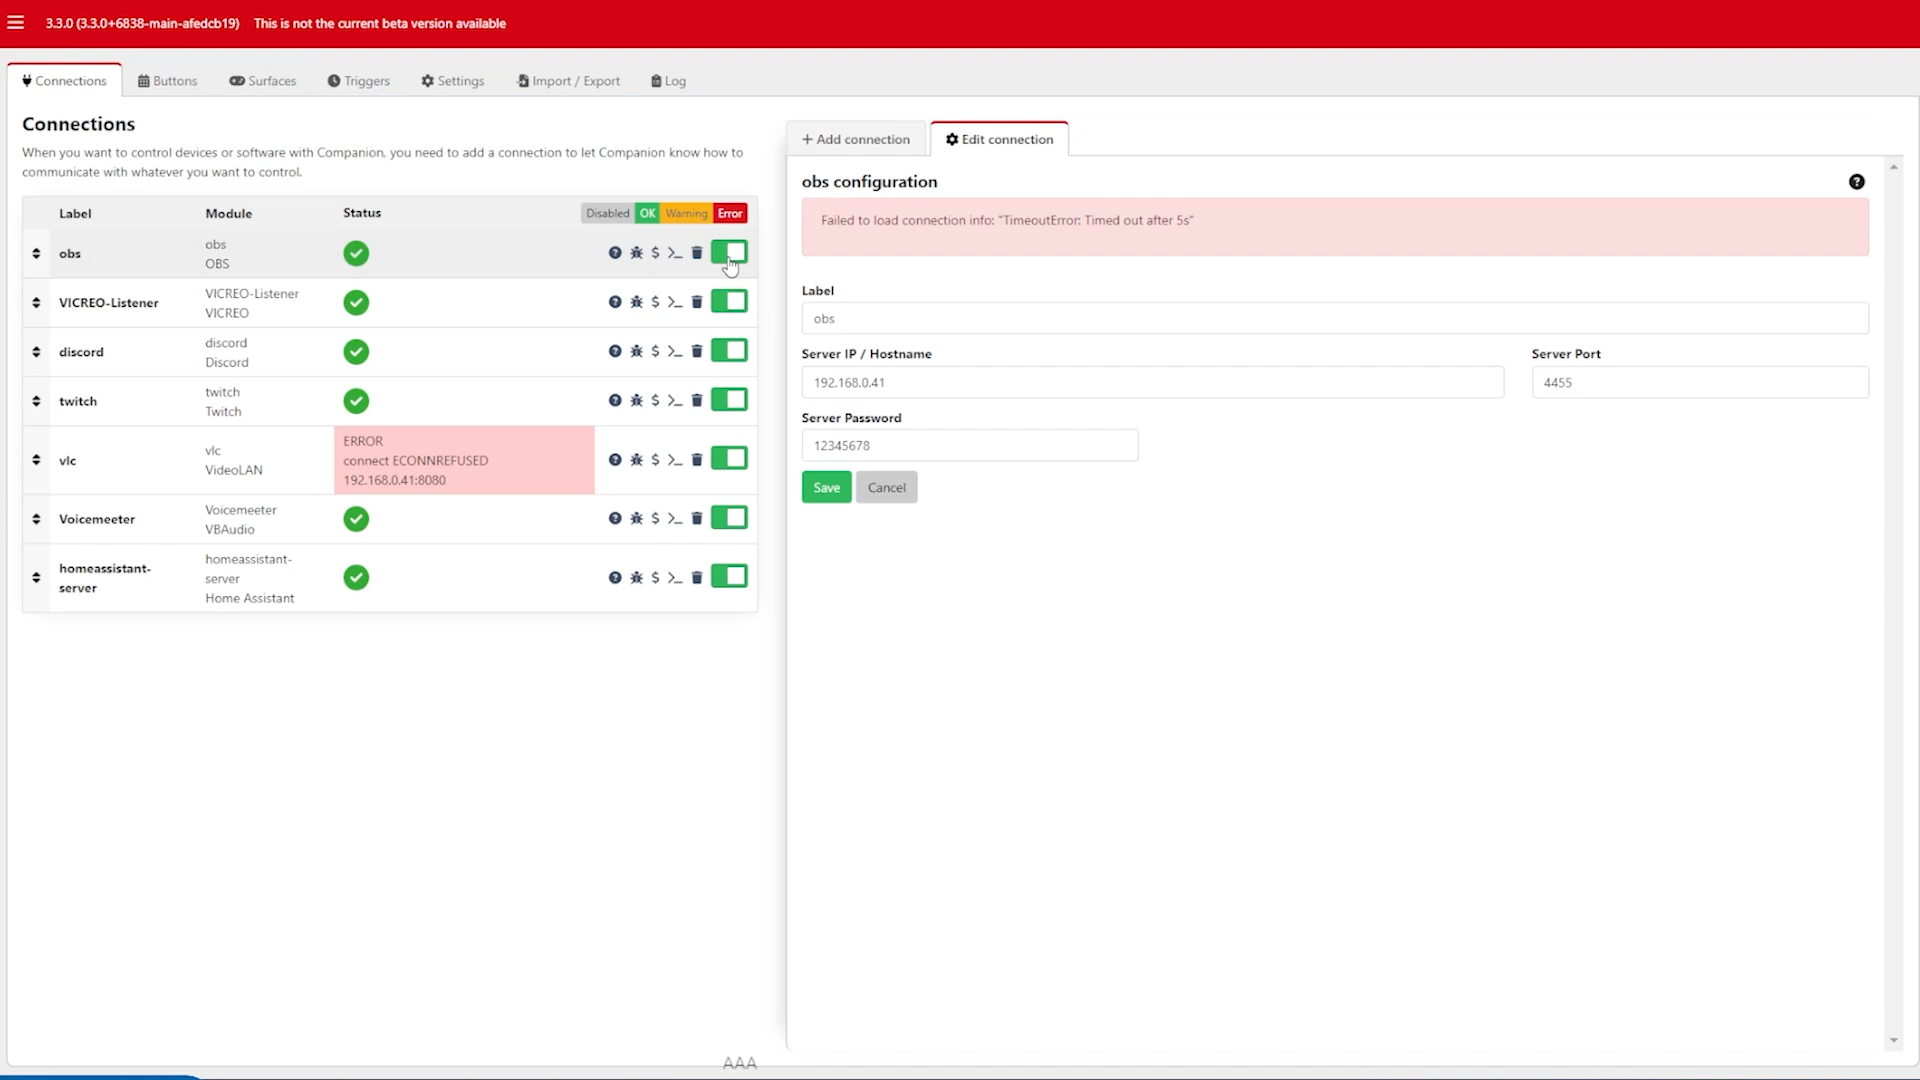 3.3.0 (3.3.0+6838-main-afedcb19) This is not the current beta version available
Connections Buttons Surfaces Triggers Settings Import / Export Log
Connections
When you want to control devices or software with Companion, you need to add a connection to let Companion know how to
communicate with whatever you want to control.
Label Module Status Disabled OK Warning Error
obs
obs
OBS
VICREO-Listener
VICREO-Listener
VICREO
discord
discord
Discord
twitch
twitch
Twitch
vlc
vlc
VideoLAN
ERROR
connect ECONNREFUSED
192.168.0.41:8080
Voicemeeter
Voicemeeter
VBAudio
homeassistant-
server
homeassistant-
server
Home Assistant
+ Add connection Edit connection
obs configuration
Failed to load connection info: "TimeoutError: Timed out after 5s"
Label
obs
Server IP / Hostname Server Port
192.168.0.41 4455
Server Password
12345678
Save Cancel
AAA